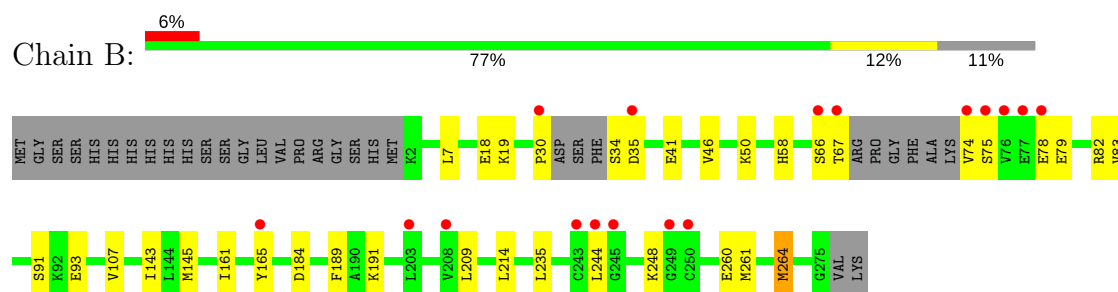 6%
Chain B:
77% 12% 11%
MET GLY SER SER HIS HIS HIS HIS HIS HIS SER SER GLY LEU VAL PRO ARG GLY SER HIS MET K2 L7 E18 K19 P30 ASP SER PHE S34 D35 E41 V46 K50 H58 S66 T67 ARG PRO GLY PHE ALA LYS V74 S75 V76 E77 E78 E79 R82
S91 K92 E93 V107 I143 L144 M145 I161 Y165 D184 F189 A190 K191 L203 V208 L209 L214 L235 C243 L244 G245 K248 G249 C250 E260 M261 M264 G275 VAL LYS